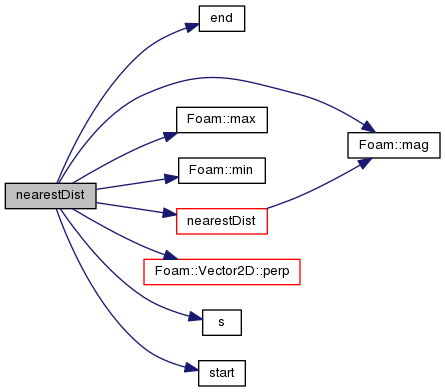 end
Foam::max
Foam::mag
Foam::min
nearestDist
nearestDist
Foam::Vector2D::perp
s
start